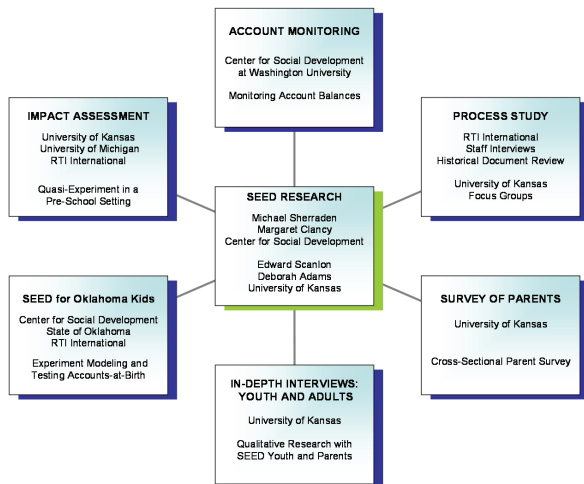 ACCOUNT MONITORING
Center for Social Development
at Washington University
Monitoring Account Balances
IMPACT ASSESSMENT
University of Kansas
University of Michigan
RTI International
Quasi-Experiment in a
Pre-School Setting
PROCESS STUDY
RTI International
Staff Interviews
Historical Document Review
University of Kansas
Focus Groups
SEED RESEARCH
Michael Sherraden
Margaret Clancy
Center for Social Development
Edward Scanlon
Deborah Adams
University of Kansas
SEED for Oklahoma Kids
Center for Social Development
State of Oklahoma
RTI International
Experiment Modeling and
Testing Accounts-at-Birth
SURVEY OF PARENTS
University of Kansas
Cross-Sectional Parent Survey
IN-DEPTH INTERVIEWS:
YOUTH AND ADULTS
University of Kansas
Qualitative Research with
SEED Youth and Parents